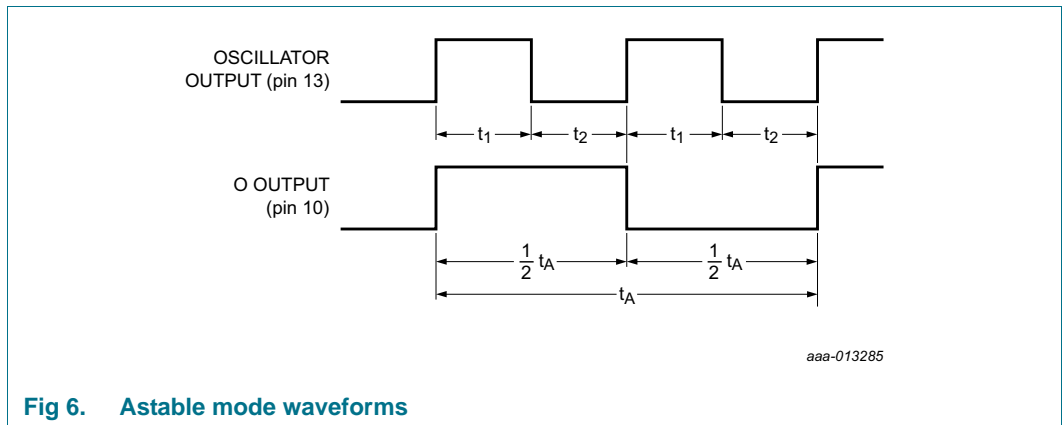 OSCILLATOR
OUTPUT (pin 13)
t1 t2 t1 t2
O OUTPUT
(pin 10)
1/2 tA 1/2 tA
tA
aaa-013285
Fig 6. Astable mode waveforms